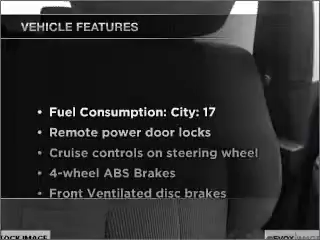 VEHICLE FEATURES
• Fuel Consumption: City: 17
• Remote power door locks
• Cruise controls on steering wheel
• 4-wheel ABS Brakes
• Front Ventilated disc brakes